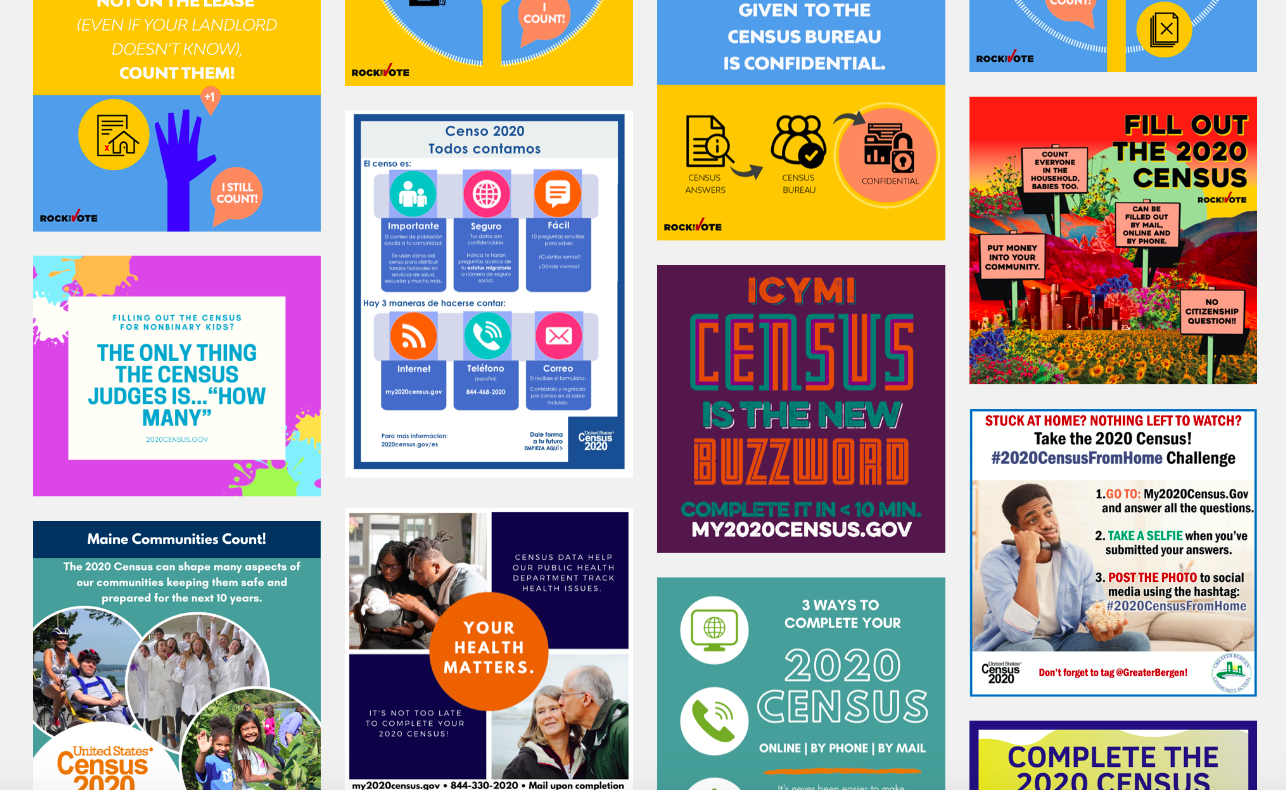 NOT ON THE LEASE
(EVEN IF YOUR LANDLORD
DOESN'T KNOW),
COUNT THEM!
+1
I STILL
COUNT!
ROCK THE VOTE
FILLING OUT THE CENSUS
FOR NONBINARY KIDS?
THE ONLY THING
THE CENSUS
JUDGES IS..."HOW
MANY"
2020CENSUS.GOV
Maine Communities Count!
The 2020 Census can shape many aspects of
our communities keeping them safe and
prepared for the next 10 years.
United States®
Census
2020
I
COUNT!
ROCK THE VOTE
Censo 2020
Todos contamos
El censo es:
Importante
El conteo de población
ayuda a tu comunidad.
Se usan datos del
censo para distribuir
fondos federales en
servicios de salud,
escuelas y mucho más.
Seguro
Tus datos son
confidenciales.
Nunca te harán
preguntas acerca de
tu estatus migratorio
o número de seguro
social.
Fácil
10 preguntas sencillas
para saber:
¿Cuántos somos?
¿Dónde vivimos?
Hay 3 maneras de hacerse contar:
Internet
my2020census.gov
Teléfono
(español)
844-468-2020
Correo
Si recibes el formulario:
Contéstalo y regrésalo
por correo en el sobre
incluido.
Para mas informacion:
2020census.gov/es
Dale forma
a tu futuro
EMPIEZA AQUÍ >
United States®
Census
2020
CENSUS DATA HELP
OUR PUBLIC HEALTH
DEPARTMENT TRACK
HEALTH ISSUES.
YOUR
HEALTH
MATTERS.
IT'S NOT TOO LATE
TO COMPLETE YOUR
2020 CENSUS!
my2020census.gov • 844-330-2020 • Mail upon completion
GIVEN TO THE
CENSUS BUREAU
IS CONFIDENTIAL.
CENSUS
ANSWERS
CENSUS
BUREAU
CONFIDENTIAL
ROCK THE VOTE
ICYMI
CENSUS
IS THE NEW
BUZZWORD
COMPLETE IT IN < 10 MIN.
MY2020CENSUS.GOV
3 WAYS TO
COMPLETE YOUR
2020
CENSUS
ONLINE | BY PHONE | BY MAIL
It's never been easier to make
COUNT!
ROCK THE VOTE
FILL OUT
THE 2020
CENSUS
ROCK THE VOTE
COUNT
EVERYONE
IN THE
HOUSEHOLD,
BABIES TOO.
CAN BE
FILLED OUT
BY MAIL,
ONLINE AND
BY PHONE.
PUT MONEY
INTO YOUR
COMMUNITY.
NO
CITIZENSHIP
QUESTION!!
STUCK AT HOME? NOTHING LEFT TO WATCH?
Take the 2020 Census!
#2020CensusFromHome Challenge
1.GO TO: My2020Census.Gov
and answer all the questions.
2. TAKE A SELFIE when you've
submitted your answers.
3. POST THE PHOTO to social
media using the hashtag:
#2020CensusFromHome
United States®
Census
2020
Don't forget to tag @GreaterBergen!
GREATER BERGEN
COMMUNITY ACTION
COMPLETE THE
2020 CENSUS